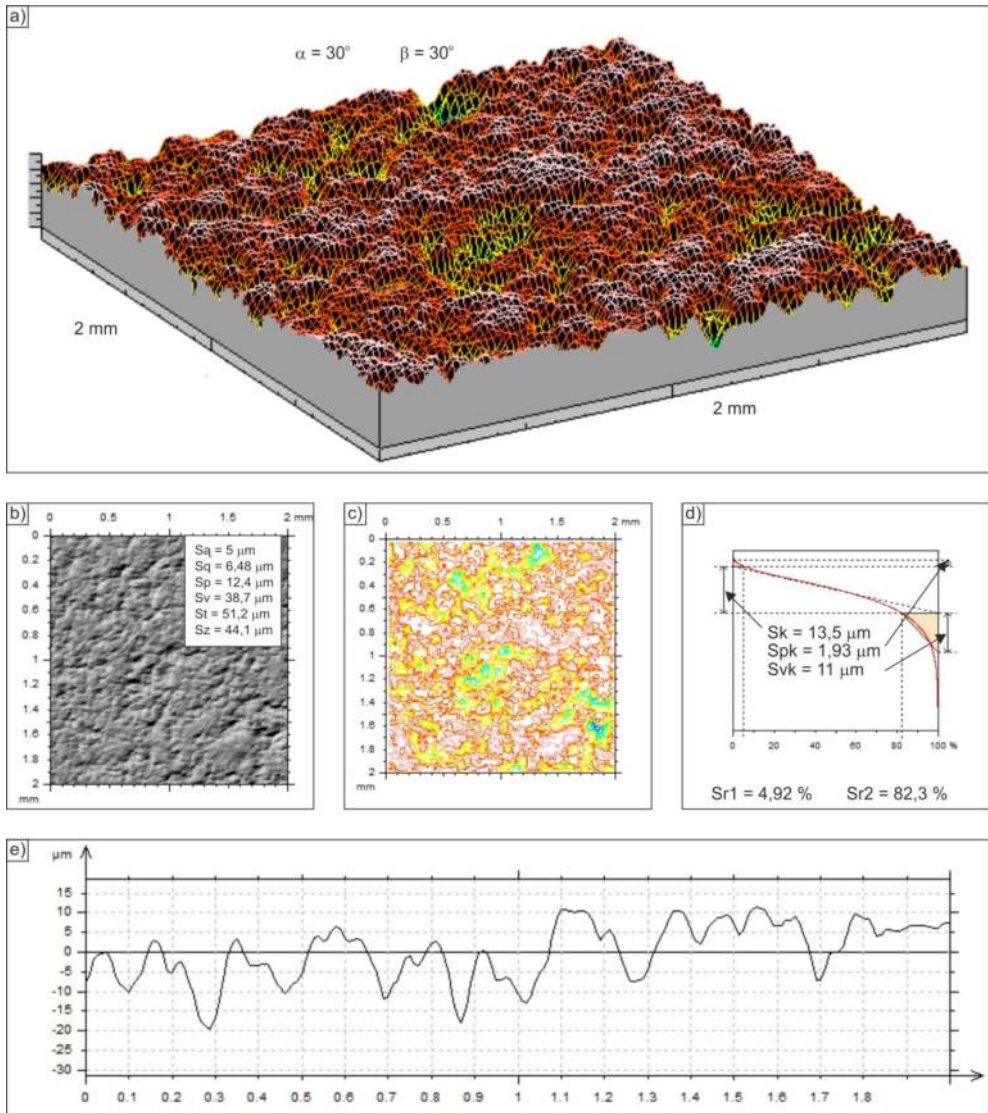 a)
α = 30° β = 30°
2 mm
2 mm
b)
0 0.5 1 1.5 2 mm
0
0.2
0.4
0.6
0.8
1
1.2
1.4
1.6
1.8
2
mm
Są = 5 µm
Sq = 6,48 µm
Sp = 12,4 µm
Sv = 38,7 µm
St = 51,2 µm
Sz = 44,1 µm
c)
0 0.5 1 1.5 2 mm
0
0.2
0.4
0.6
0.8
1
1.2
1.4
1.6
1.8
2
mm
d)
Sk = 13,5 µm
Spk = 1,93 µm
Svk = 11 µm
0 20 40 60 80 100 %
Sr1 = 4,92 % Sr2 = 82,3 %
e)
µm
15
10
5
0
-5
-10
-15
-20
-25
-30
0 0.1 0.2 0.3 0.4 0.5 0.6 0.7 0.8 0.9 1 1.1 1.2 1.3 1.4 1.5 1.6 1.7 1.8